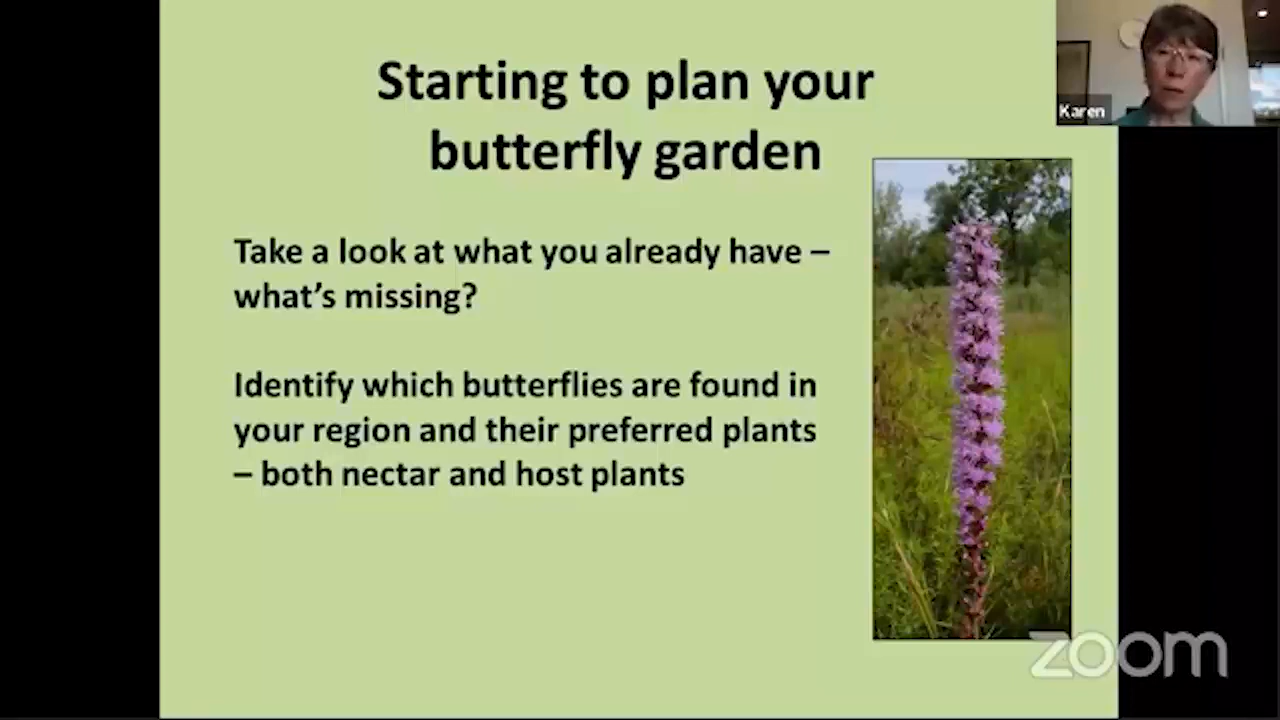 Starting to plan your
butterfly garden
Karen
Take a look at what you already have –
what's missing?
Identify which butterflies are found in
your region and their preferred plants
– both nectar and host plants
zoom